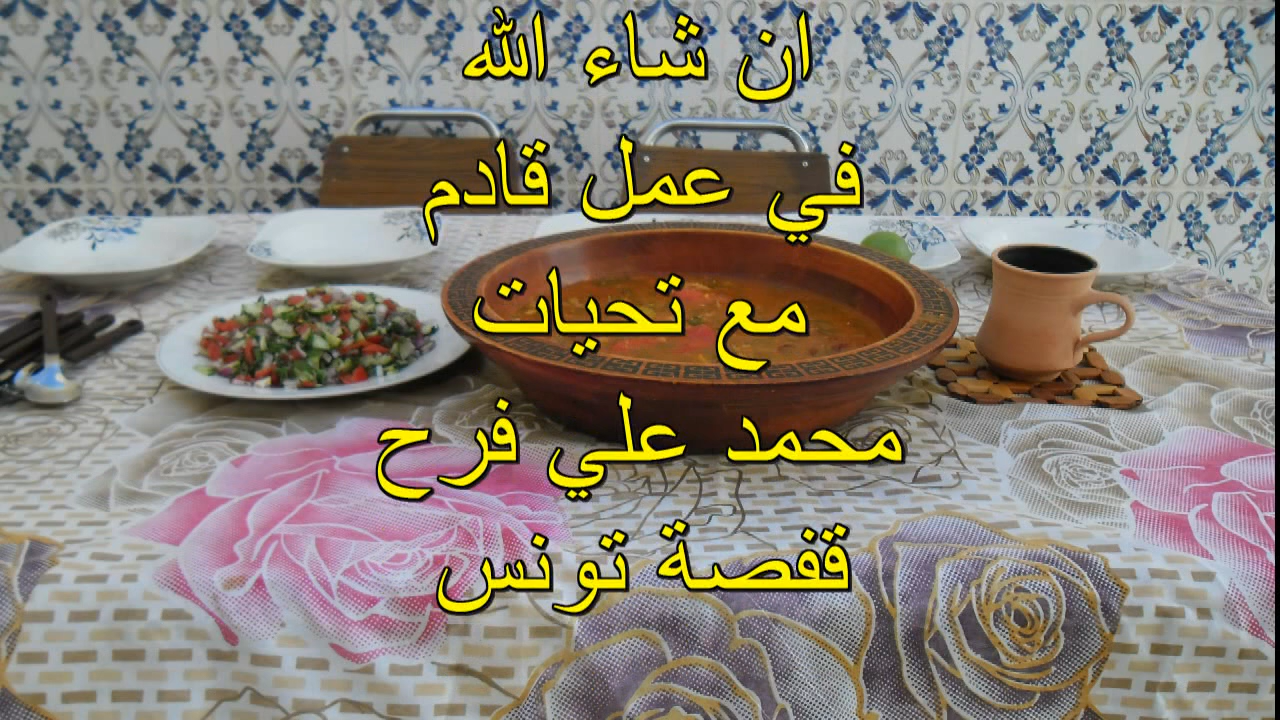 ان شاء الله
في عمل قادم
مع تحيات
محمد علي فرح
قفصة تونس